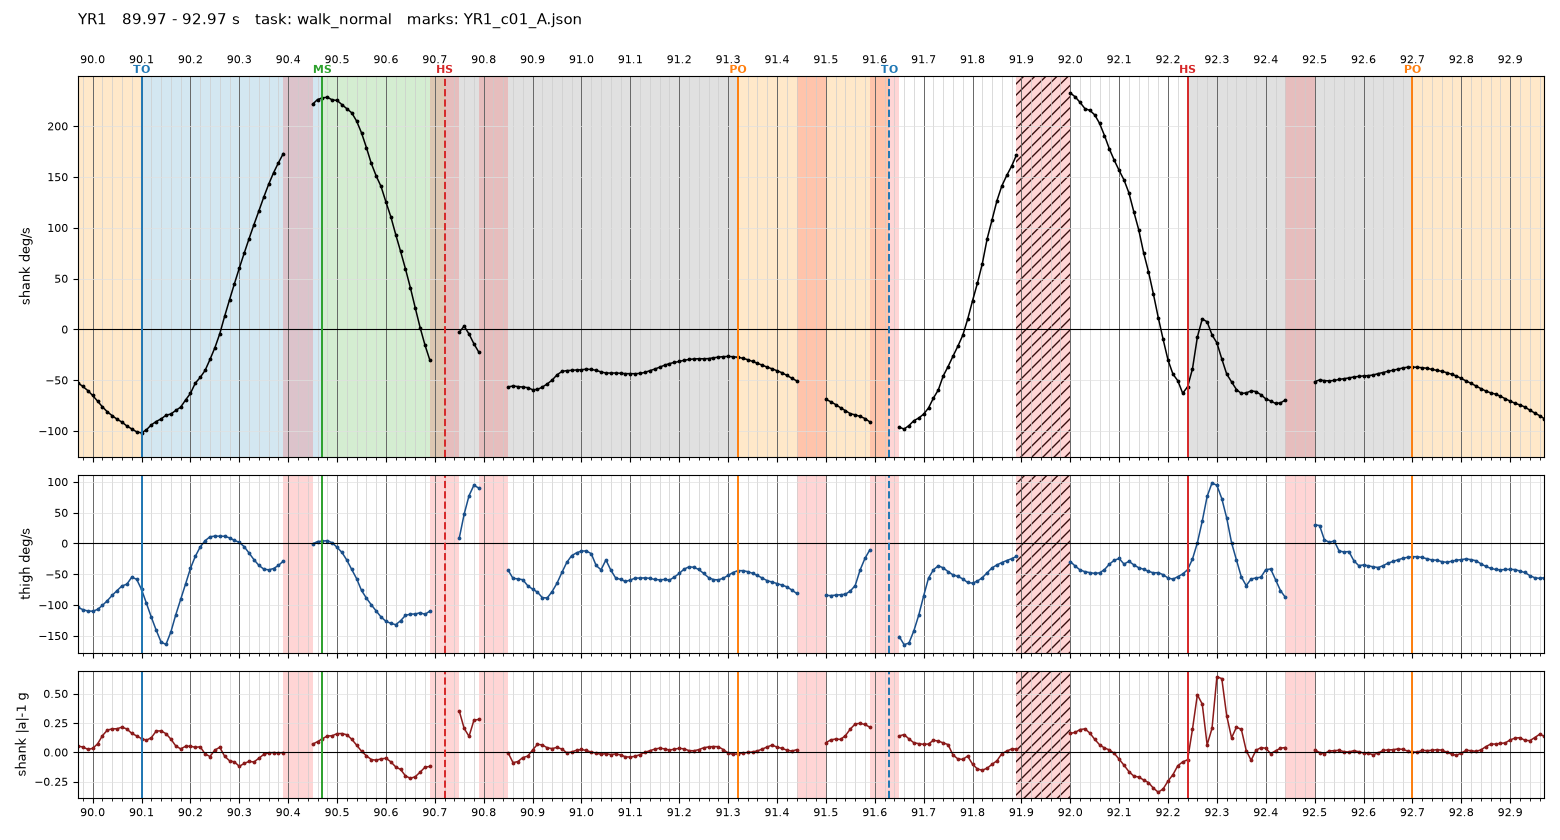 YR1   89.97 - 92.97 s   task: walk_normal   marks: YR1_c01_A.json
90.0 90.1 90.2 90.3 90.4 90.5 90.6 90.7 90.8 90.9 91.0 91.1 91.2 91.3 91.4 91.5 91.6 91.7 91.8 91.9 92.0 92.1 92.2 92.3 92.4 92.5 92.6 92.7 92.8 92.9
TO MS HS PO TO HS PO
shank deg/s
200
150
100
50
0
−50
−100
thigh deg/s
100
50
0
−50
−100
−150
shank |a|-1 g
0.50
0.25
0.00
−0.25
90.0 90.1 90.2 90.3 90.4 90.5 90.6 90.7 90.8 90.9 91.0 91.1 91.2 91.3 91.4 91.5 91.6 91.7 91.8 91.9 92.0 92.1 92.2 92.3 92.4 92.5 92.6 92.7 92.8 92.9